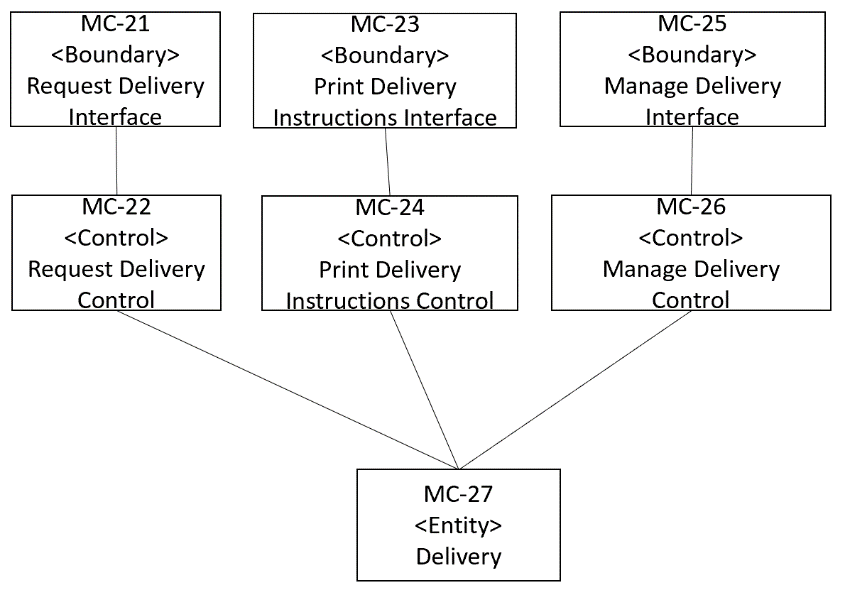 MC-21
<Boundary>
Request Delivery
Interface
MC-23
<Boundary>
Print Delivery
Instructions Interface
MC-25
<Boundary>
Manage Delivery
Interface
MC-22
<Control>
Request Delivery
Control
MC-24
<Control>
Print Delivery
Instructions Control
MC-26
<Control>
Manage Delivery
Control
MC-27
<Entity>
Delivery